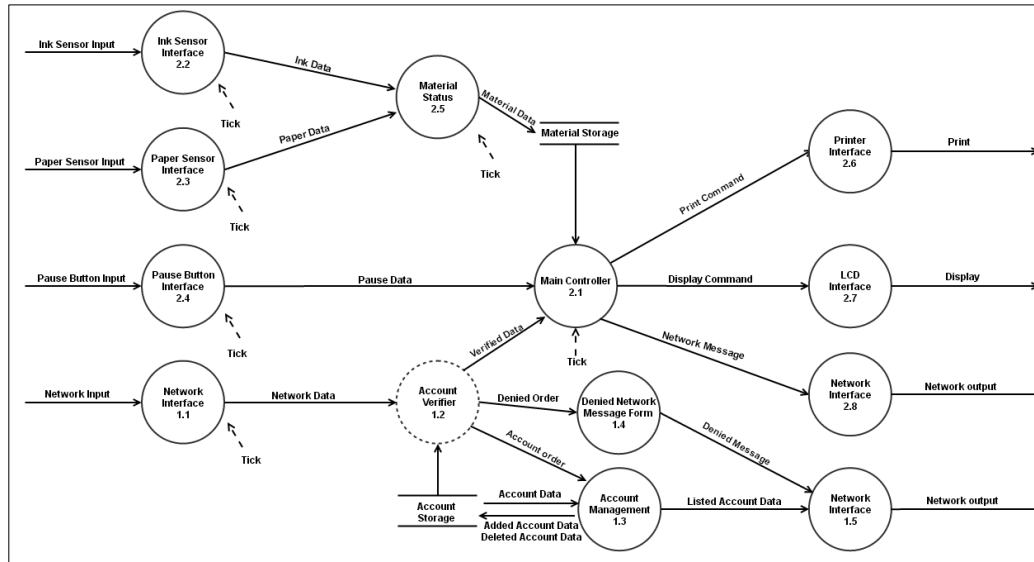 Ink Sensor Input
Ink Sensor
Interface
2.2
Ink Data
Tick
Material
Status
2.5
Material Data
Tick
Material Storage
Paper Sensor Input
Paper Sensor
Interface
2.3
Paper Data
Tick
Printer
Interface
2.6
Print
Print Command
Pause Button Input
Pause Button
Interface
2.4
Pause Data
Tick
Main Controller
2.1
Tick
Display Command
LCD
Interface
2.7
Display
Network Input
Network
Interface
1.1
Network Data
Tick
Account
Verifier
1.2
Verified Data
Denied Order
Denied Network
Message Form
1.4
Network Message
Network
Interface
2.8
Network output
Account order
Denied Message
Account
Storage
Account Data
Added Account Data
Deleted Account Data
Account
Management
1.3
Listed Account Data
Network
Interface
1.5
Network output